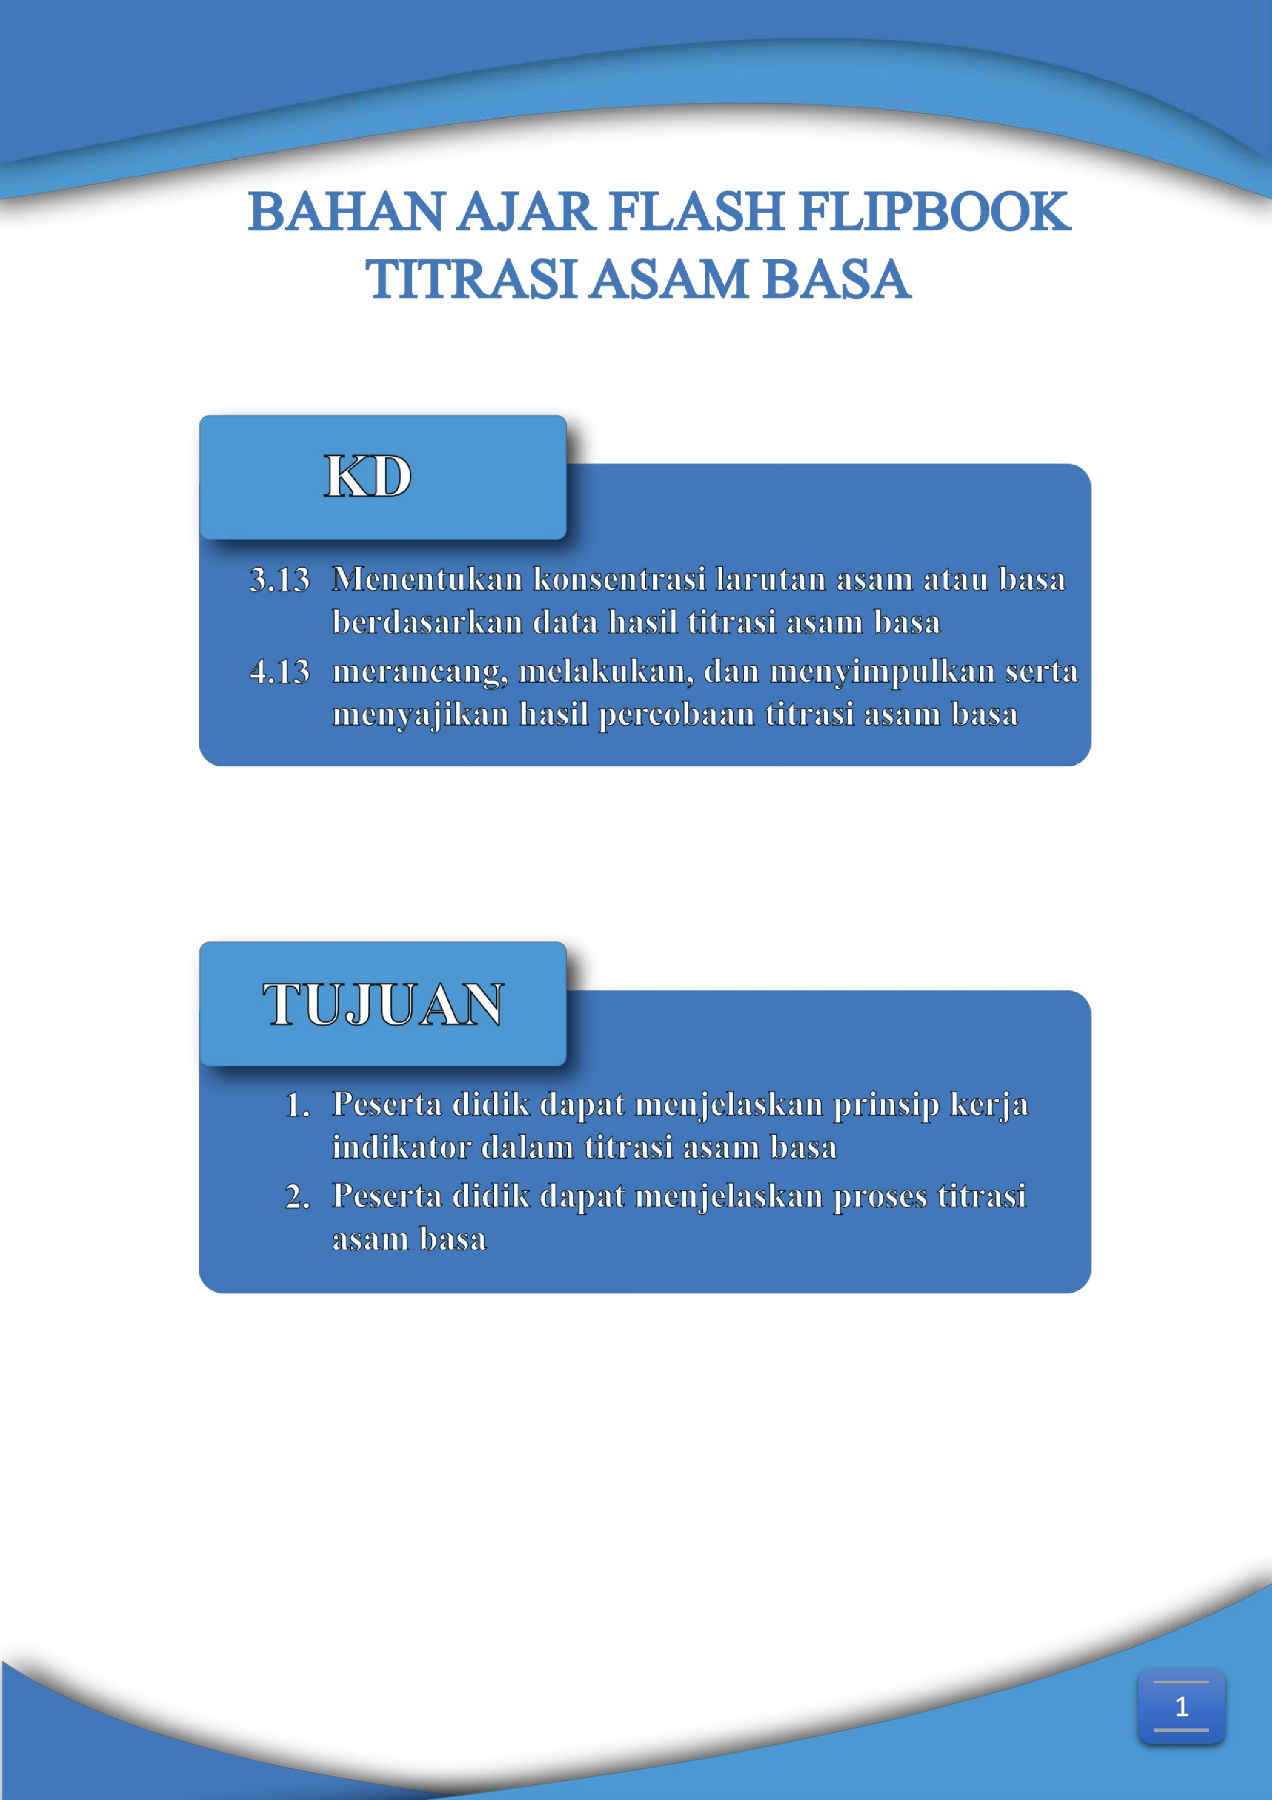 BAHAN AJAR FLASH FLIPBOOK
TITRASI ASAM BASA
KD
3.13 Menentukan konsentrasi larutan asam atau basa
berdasarkan data hasil titrasi asam basa
4.13 merancang, melakukan, dan menyimpulkan serta
menyajikan hasil percobaan titrasi asam basa
TUJUAN
1. Peserta didik dapat menjelaskan prinsip kerja
indikator dalam titrasi asam basa
2. Peserta didik dapat menjelaskan proses titrasi
asam basa
1